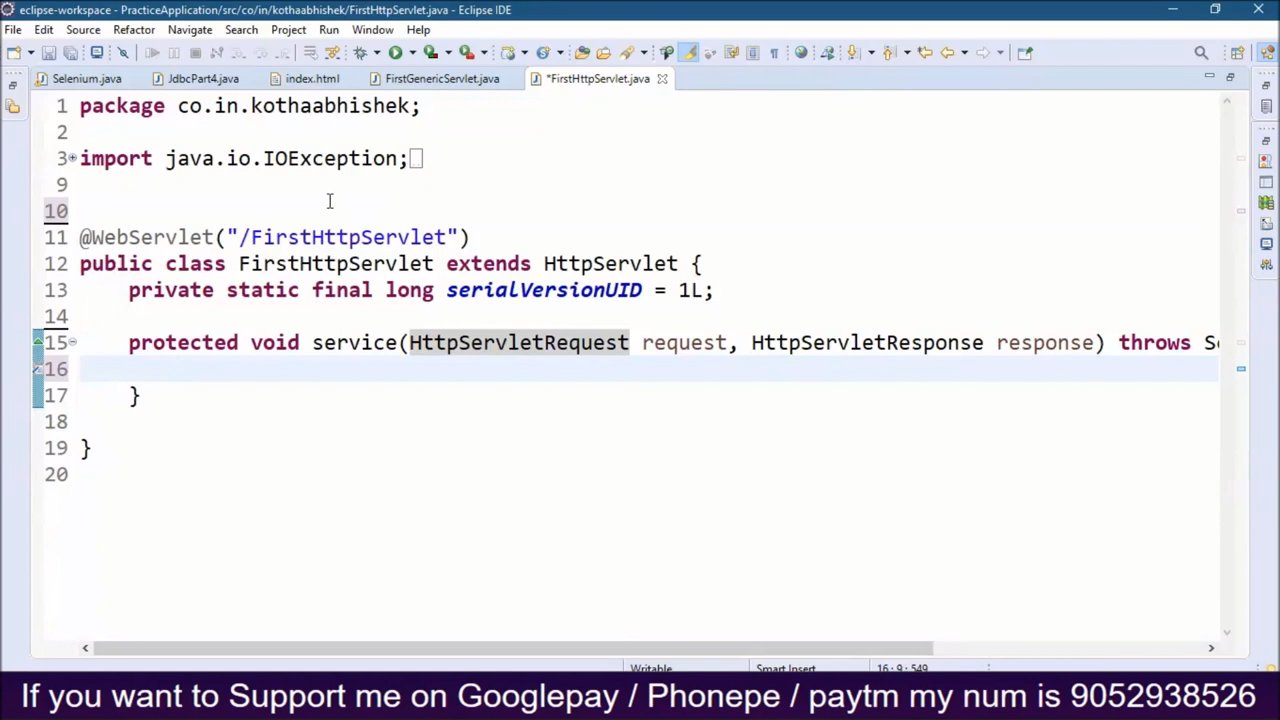 eclipse-workspace - PracticeApplication/src/co/in/kothaabhishek/FirstHttpServlet.java - Eclipse IDE
File Edit Source Refactor Navigate Search Project Run Window Help
Selenium.java JdbcPart4.java index.html FirstGenericServlet.java *FirstHttpServlet.java
1 package co.in.kothaabhishek;
2
3 import java.io.IOException;
9
10
11 @WebServlet("/FirstHttpServlet")
12 public class FirstHttpServlet extends HttpServlet {
13 private static final long serialVersionUID = 1L;
14
15 protected void service(HttpServletRequest request, HttpServletResponse response) throws Se
16
17 }
18
19 }
20
Writable Smart Insert 16 : 9 : 549
If you want to Support me on Googlepay / Phonepe / paytm my num is 9052938526